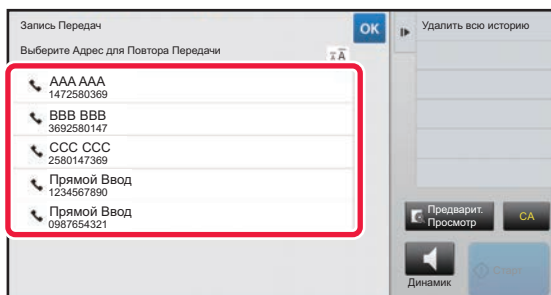 Запись Передач
OK
Удалить всю историю
Выберите Адрес для Повтора Передачи
AAA AAA
1472580369
BBB BBB
3692580147
CCC CCC
2580147369
Прямой Ввод
1234567890
Прямой Ввод
0987654321
Предварит.
Просмотр
CA
Динамик